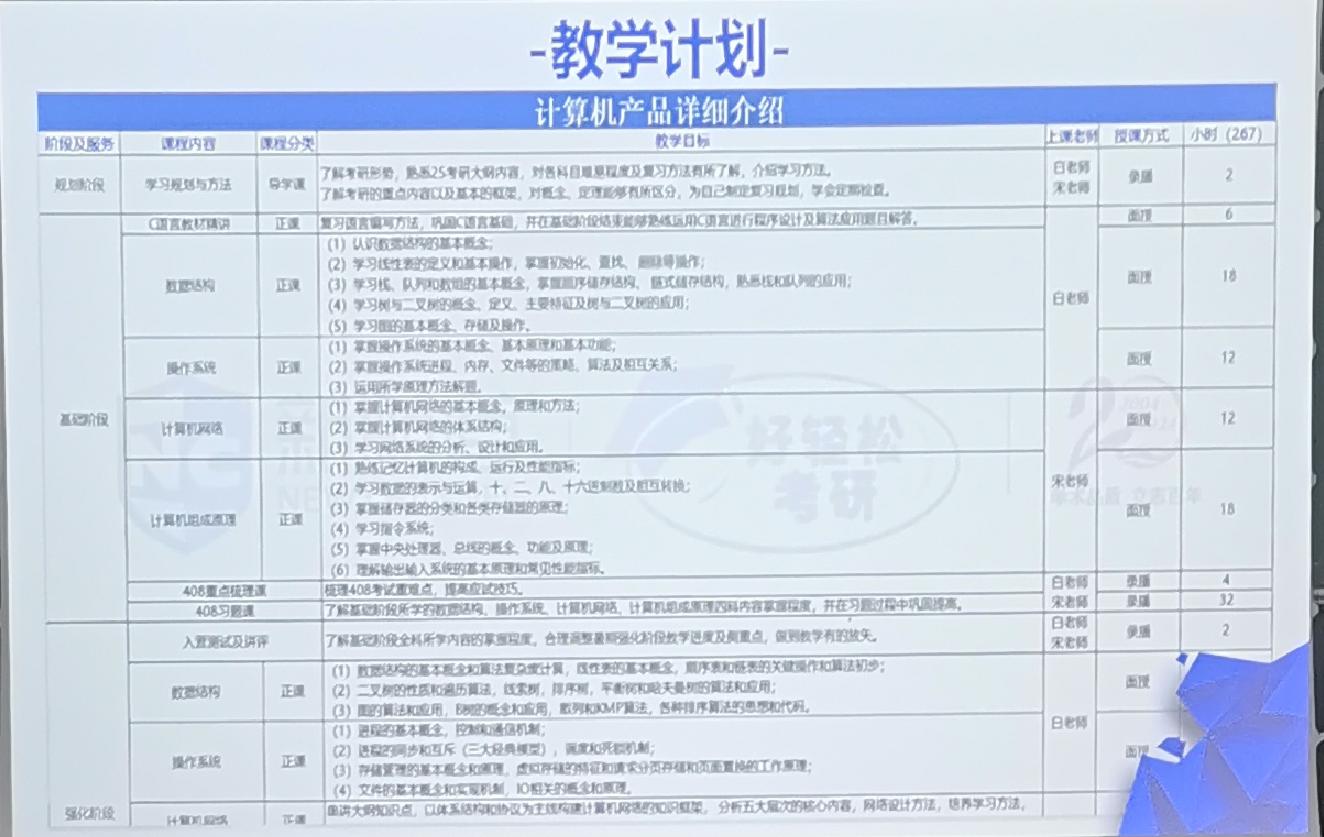 -教学计划-
计算机产品详细介绍
阶段及服务 课程内容 课程分类 教学目标 上课老师 授课方式 小时（267）
规划阶段 学习规划与方法 导学课
了解考研形势，熟悉25考研大纲内容，对各科目难易程度及复习方法有所了解，介绍学习方法。
了解考研的重点内容以及基本的框架，对概念、定理能够有所区分，为自己制定复习规划，学会定期检查。
白老师
宋老师
录播 2
基础阶段
C语言教材精讲 正课 复习语言编写方法，巩固C语言基础，并在基础阶段结束能够熟练运用C语言进行程序设计及算法应用题目解答。 面授 6
数据结构 正课
（1）认识数据结构的基本概念；
（2）学习线性表的定义和基本操作，掌握初始化、查找、删除等操作；
（3）学习栈、队列和数组的基本概念，掌握顺序储存结构、链式储存结构，熟悉栈和队列的应用；
（4）学习树与二叉树的概念、定义、主要特征及树与二叉树的应用；
（5）学习图的基本概念、存储及操作。
白老师 面授 18
操作系统 正课
（1）掌握操作系统的基本概念、基本原理和基本功能；
（2）掌握操作系统进程、内存、文件等的策略、算法及相互关系；
（3）运用所学原理方法解题。
面授 12
计算机网络 正课
（1）掌握计算机网络的基本概念，原理和方法；
（2）掌握计算机网络的体系结构；
（3）学习网络系统的分析、设计和应用。
面授 12
计算机组成原理 正课
（1）熟练记忆计算机的构成、运行及性能指标；
（2）学习数据的表示与运算，十、二、八、十六进制数及相互转换；
（3）掌握储存器的分类和各类存储器的原理；
（4）学习指令系统；
（5）掌握中央处理器、总线的概念、功能及原理；
（6）理解输出输入系统的基本原理和常见性能指标。
宋老师 面授 18
408重点梳理课 梳理408考试重难点，提高应试技巧。 白老师 录播 4
408习题课 了解基础阶段所学的数据结构、操作系统、计算机网络、计算机组成原理四科内容掌握程度，并在习题过程中巩固提高。 宋老师 录播 32
强化阶段
入营测试及讲评 了解基础阶段全科所学内容的掌握程度，合理调整暑期强化阶段教学进度及侧重点，做到教学有的放矢。
白老师
宋老师
录播 2
数据结构 正课
（1）数据结构的基本概念和算法复杂度计算，线性表的基本概念，顺序表和链表的关键操作和算法初步；
（2）二叉树的性质和遍历算法，线索树，排序树，平衡树和哈夫曼树的算法和应用；
（3）图的算法和应用，B树的概念和应用，散列和KMP算法，各种排序算法的思想和代码。
白老师 面授
操作系统 正课
（1）进程的基本概念，控制和通信机制；
（2）进程的同步和互斥（三大经典模型），调度和死锁机制；
（3）存储管理的基本概念和原理，虚拟存储的特征和请求分页存储和页面置换的工作原理；
（4）文件的基本概念和实现机制，IO相关的概念和原理。
面授
计算机网络 正课 串讲大纲知识点，以体系结构和协议为主线构建计算机网络的知识框架，分析五大层次的核心内容，网络设计方法，培养学习方法。
好轻松
考研